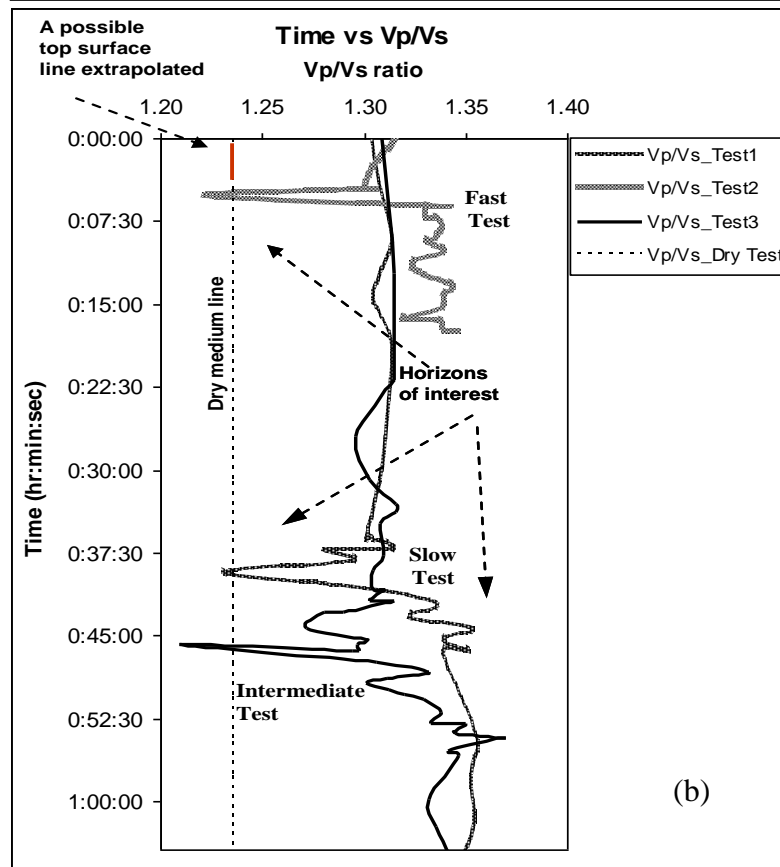 A possible
top surface
line extrapolated
Time vs Vp/Vs
Vp/Vs ratio
1.20 1.25 1.30 1.35 1.40
0:00:00
0:07:30
0:15:00
0:22:30
0:30:00
0:37:30
0:45:00
0:52:30
1:00:00
Time (hr:min:sec)
Dry medium line
Fast
Test
Horizons
of interest
Slow
Test
Intermediate
Test
Vp/Vs_Test1
Vp/Vs_Test2
Vp/Vs_Test3
Vp/Vs_Dry Test
(b)